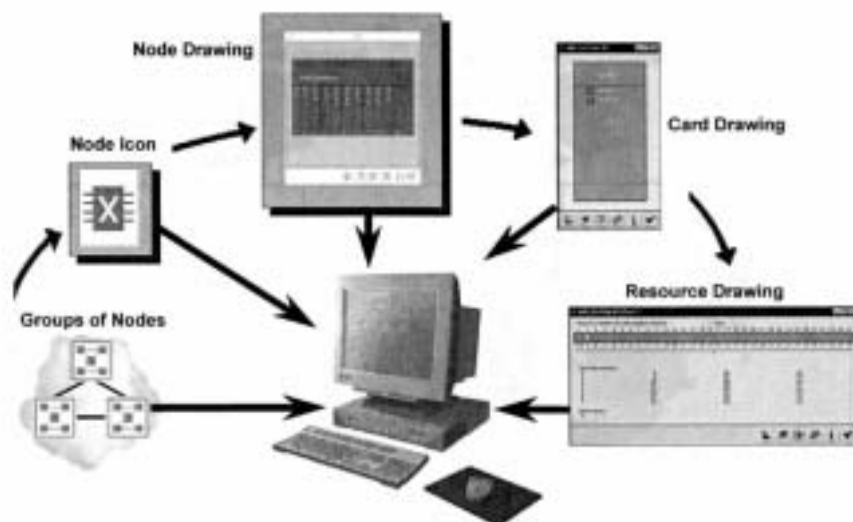 Node Drawing
Card Drawing
Node Icon
X
Resource Drawing
Groups of Nodes